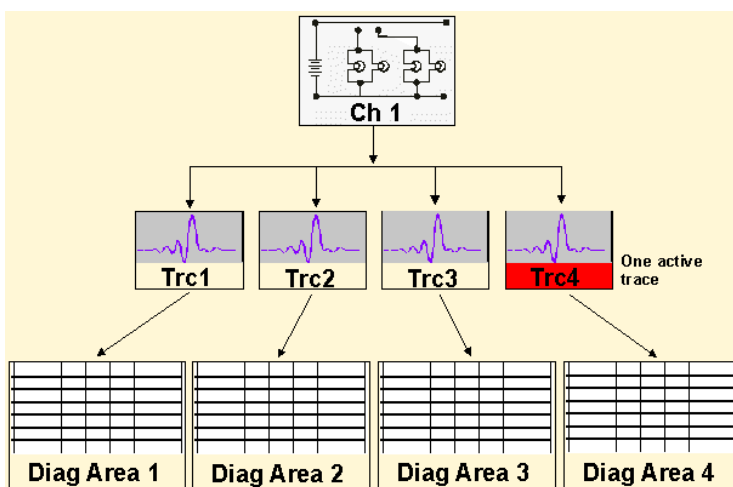 Ch 1
Trc1
Trc2
Trc3
Trc4
One active
trace
Diag Area 1
Diag Area 2
Diag Area 3
Diag Area 4